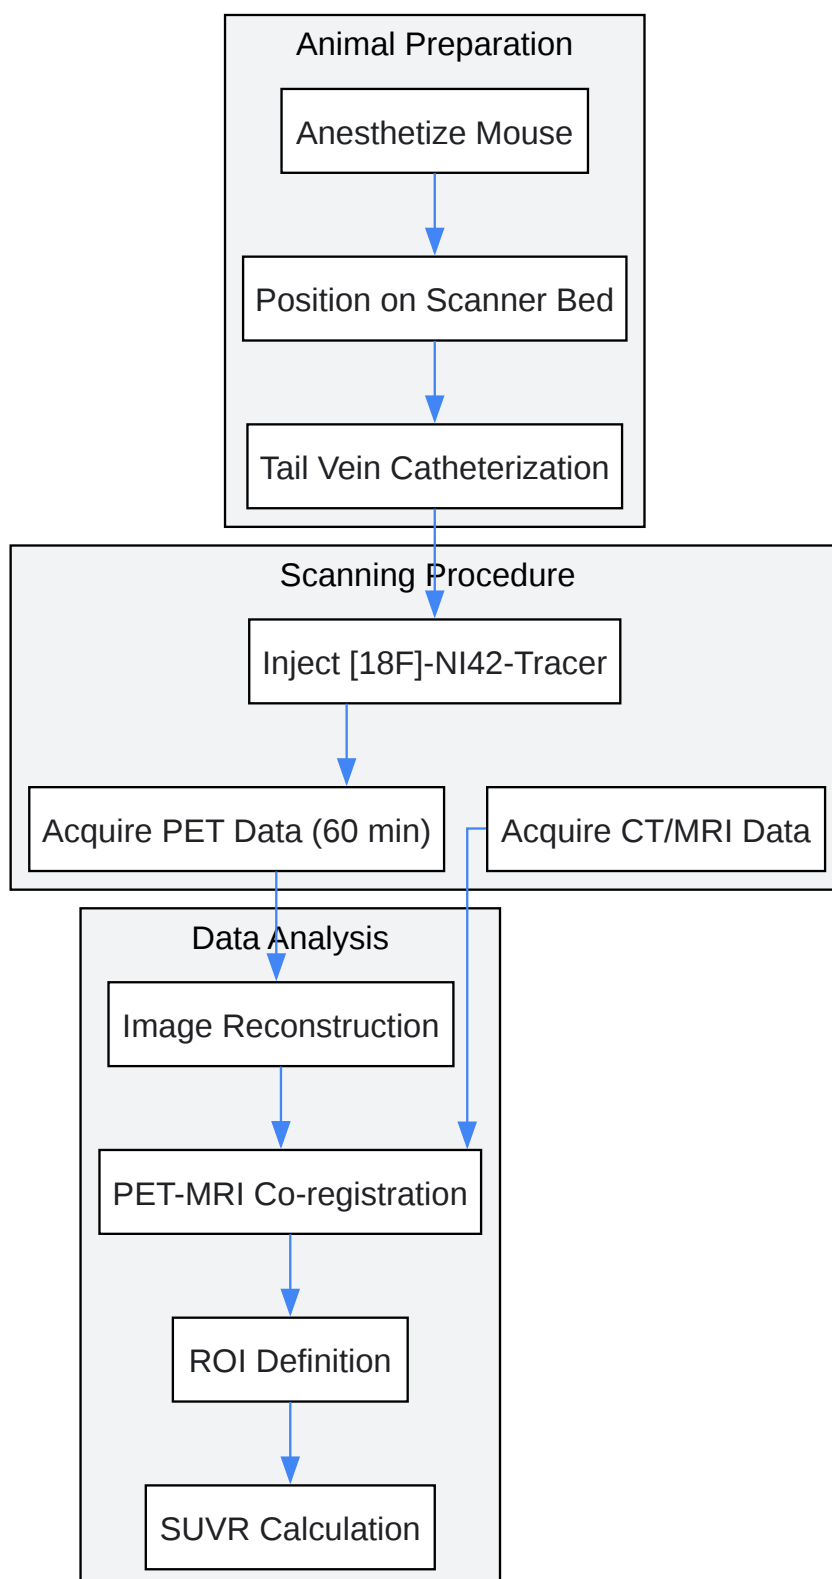 Animal Preparation
Anesthetize Mouse
Position on Scanner Bed
Tail Vein Catheterization
Scanning Procedure
Inject [18F]-NI42-Tracer
Acquire PET Data (60 min)
Acquire CT/MRI Data
Data Analysis
Image Reconstruction
PET-MRI Co-registration
ROI Definition
SUVR Calculation